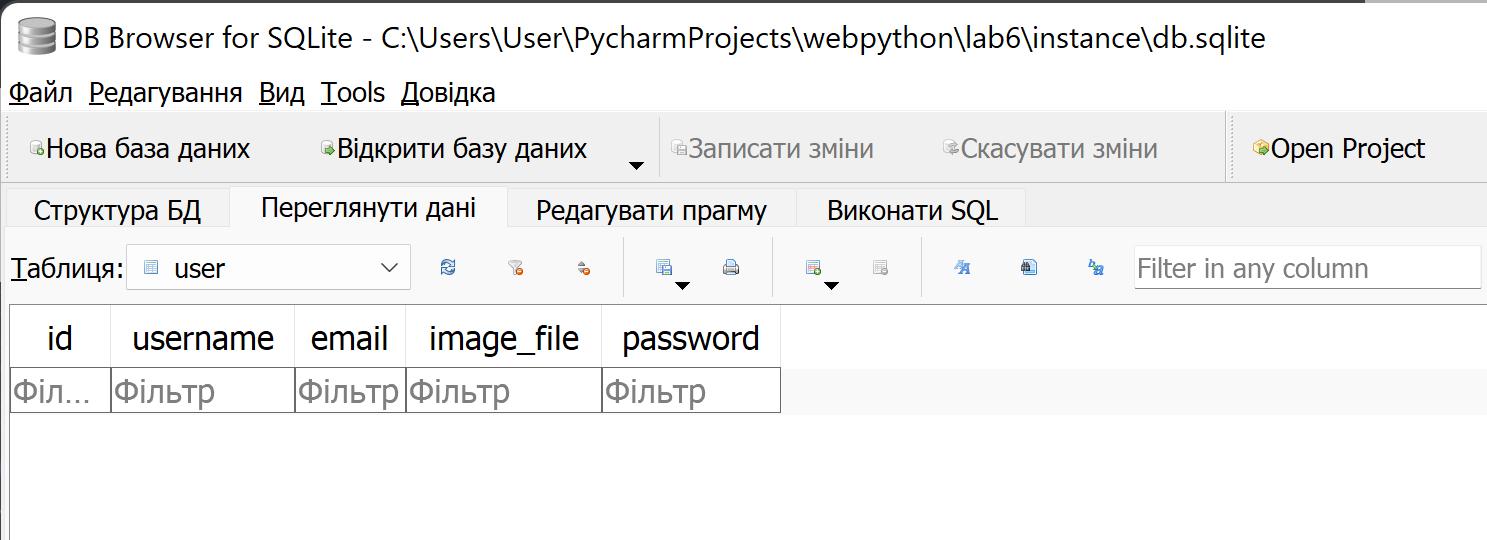 DB Browser for SQLite - C:\Users\User\PycharmProjects\webpython\lab6\instance\db.sqlite
Файл Редагування Вид Tools Довідка
Нова база даних Відкрити базу даних Записати зміни Скасувати зміни Open Project
Структура БД Переглянути дані Редагувати прагму Виконати SQL
Таблиця: user Filter in any column
id username email image_file password
Філ... Фільтр Фільтр Фільтр Фільтр